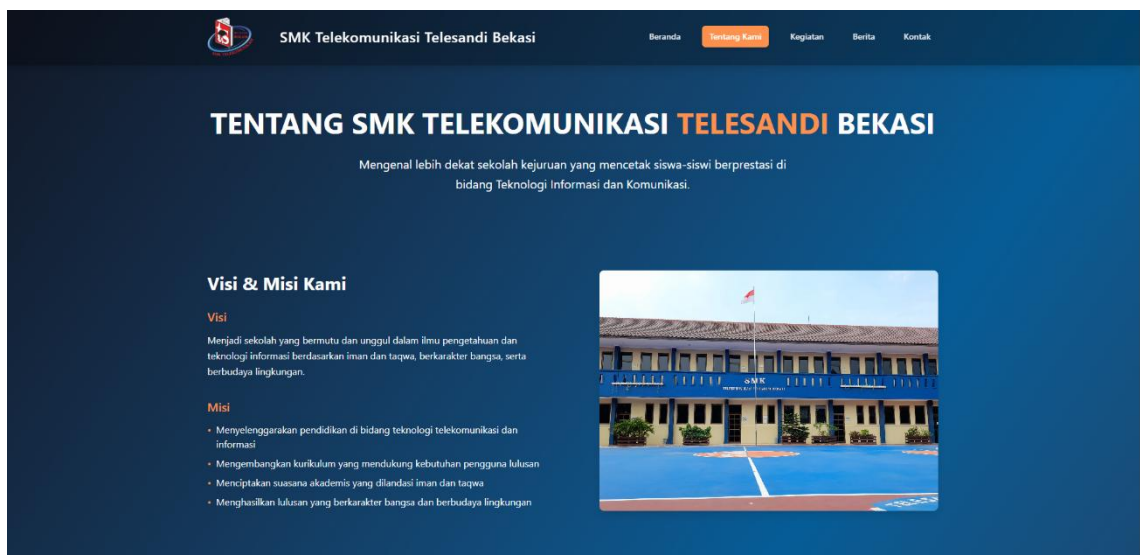 SMK Telekomunikasi Telesandi Bekasi
Beranda
Tentang Kami
Kegiatan
Berita
Kontak
TENTANG SMK TELEKOMUNIKASI TELESANDI BEKASI
Mengenal lebih dekat sekolah kejuruan yang mencetak siswa-siswi berprestasi di
bidang Teknologi Informasi dan Komunikasi.
Visi & Misi Kami
Visi
Menjadi sekolah yang bermutu dan unggul dalam ilmu pengetahuan dan
teknologi informasi berdasarkan iman dan taqwa, berkarakter bangsa, serta
berbudaya lingkungan.
Misi
• Menyelenggarakan pendidikan di bidang teknologi telekomunikasi dan
informasi
• Mengembangkan kurikulum yang mendukung kebutuhan pengguna lulusan
• Menciptakan suasana akademis yang dilandasi iman dan taqwa
• Menghasilkan lulusan yang berkarakter bangsa dan berbudaya lingkungan
SMK